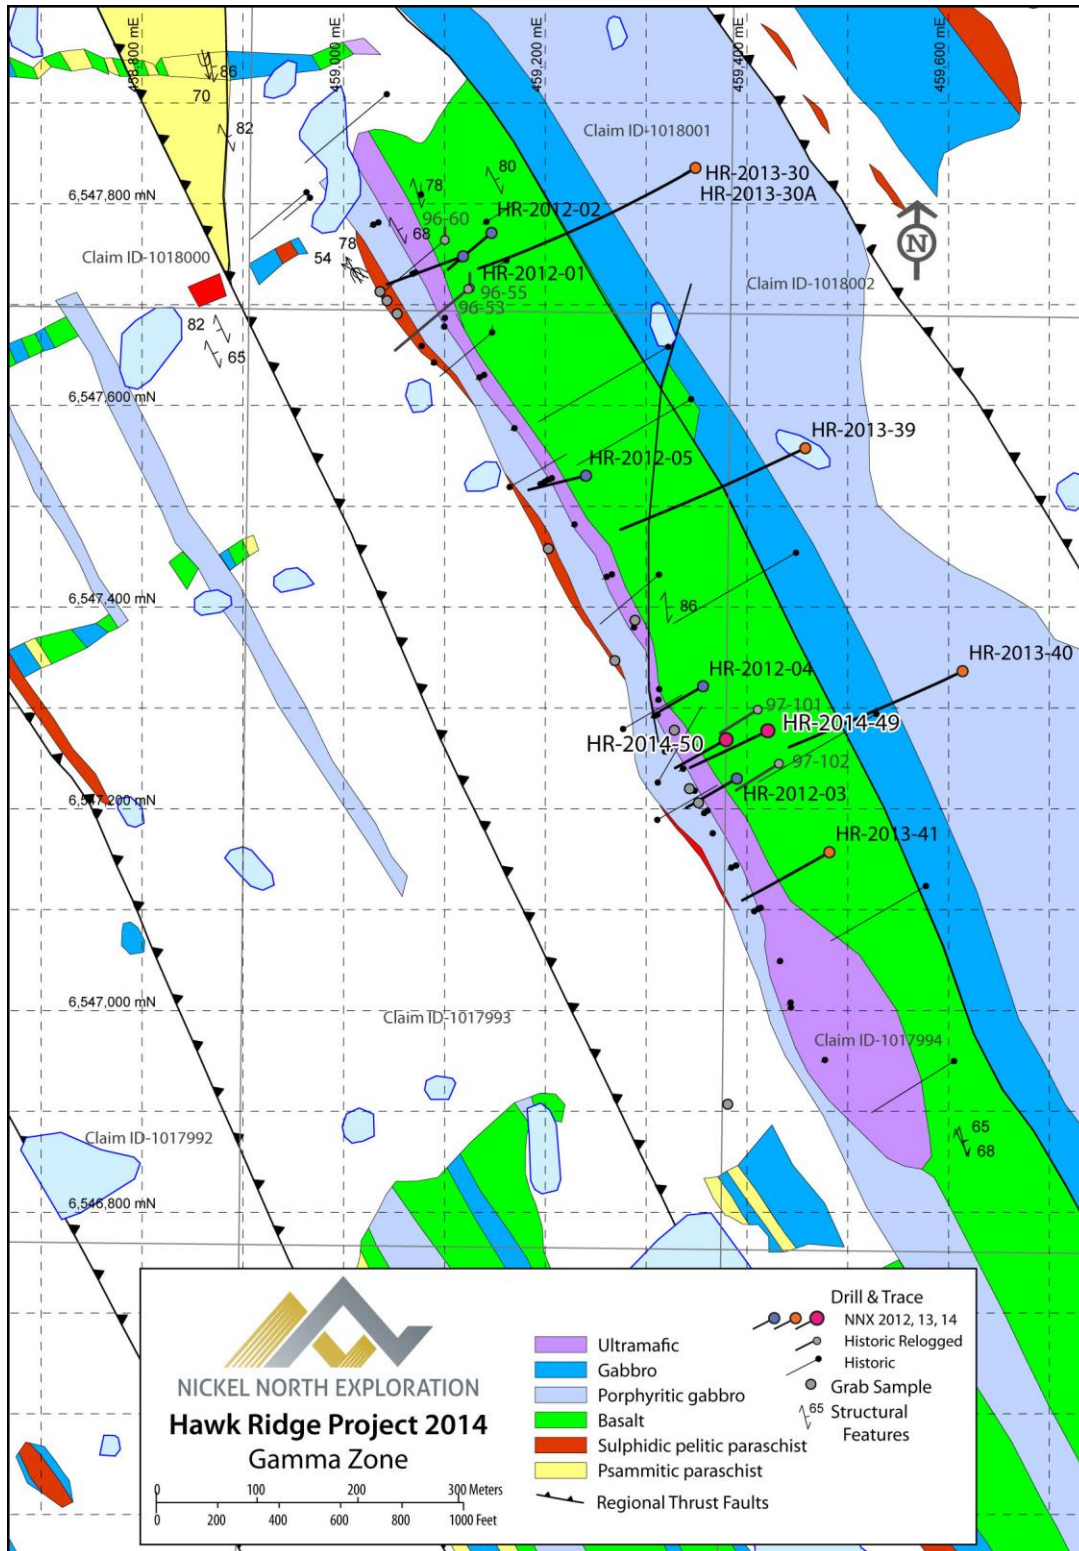 458,800 mE
459,000 mE
459,200 mE
459,400 mE
459,600 mE
86
70
82
Claim ID-1018001
80
HR-2013-30
HR-2013-30A
78
6,547,800 mN
96-60
HR-2012-02
68
78
54
Claim ID-1018000
N
HR-2012-01
96-55
96-53
Claim ID-1018002
82
65
6,547,600 mN
HR-2013-39
HR-2012-05
6,547,400 mN
86
HR-2013-40
HR-2012-04
97-101
HR-2014-49
HR-2014-50
97-102
HR-2012-03
6,547,200 mN
HR-2013-41
6,547,000 mN
Claim ID-1017993
Claim ID-1017994
65
68
Claim ID-1017992
6,546,800 mN
NICKEL NORTH EXPLORATION
Hawk Ridge Project 2014
Gamma Zone
0 100 200 300 Meters
0 200 400 600 800 1000 Feet
Ultramafic
Gabbro
Porphyritic gabbro
Basalt
Sulphidic pelitic paraschist
Psammitic paraschist
Regional Thrust Faults
Drill & Trace
NNX 2012, 13, 14
Historic Relogged
Historic
Grab Sample
65 Structural
Features